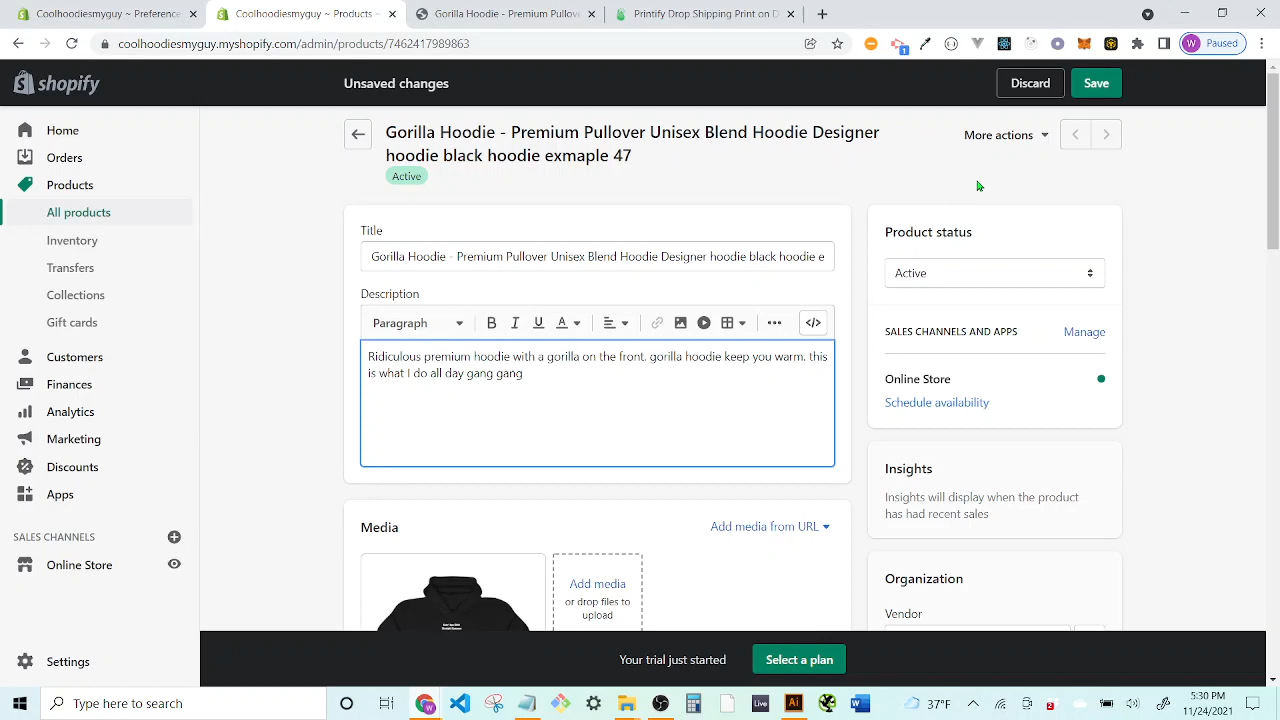 Coolhoodiesmyguy ~ Preference
Coolhoodiesmyguy ~ Products ~
Gorilla Hoodie - Premium Pullover
Printify Drop Shipping Print on D
coolhoodiesmyguy.myshopify.com/admin/products/7462417989863
1
W
Paused
shopify
Unsaved changes
Discard
Save
Home
Orders
Products
All products
Inventory
Transfers
Collections
Gift cards
Customers
Finances
Analytics
Marketing
Discounts
Apps
SALES CHANNELS
Online Store
Settings
Gorilla Hoodie - Premium Pullover Unisex Blend Hoodie Designer
hoodie black hoodie exmaple 47
More actions
Active
Title
Gorilla Hoodie - Premium Pullover Unisex Blend Hoodie Designer hoodie black hoodie e
Description
Paragraph
B I U A
Ridiculous premum hoodie with a gorilla on the front. gorilla hoodie keep you warm. this
is what I do all day gang gang
Media
Add media from URL
Add media
or drop files to
upload
Product status
Active
SALES CHANNELS AND APPS
Manage
Online Store
Schedule availability
Insights
Insights will display when the product
has had recent sales
Organization
Vendor
Your trial just started
Select a plan
Type here to search
Live
Ai
37°F
5:30 PM
11/24/2021